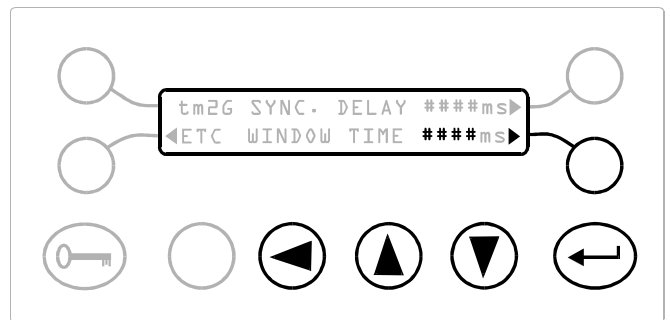 tm2G SYNC. DELAY ####ms
ETC WINDOW TIME ####ms